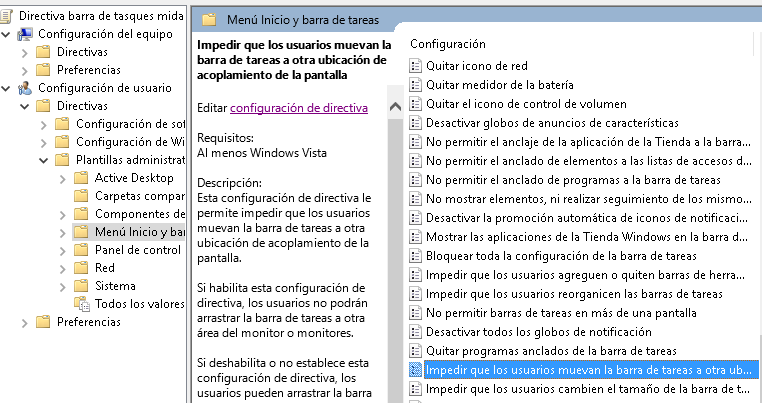 Directiva barra de tasques mida
Configuración del equipo
Directivas
Preferencias
Configuración de usuario
Directivas
Configuración de sof
Configuración de Wi
Plantillas administrat
Active Desktop
Carpetas compar
Componentes de
Menú Inicio y bar
Panel de control
Red
Sistema
Todos los valores
Preferencias
Menú Inicio y barra de tareas
Impedir que los usuarios muevan la
barra de tareas a otra ubicación de
acoplamiento de la pantalla
Editar configuración de directiva
Requisitos:
Al menos Windows Vista
Descripción:
Esta configuración de directiva le
permite impedir que los usuarios
muevan la barra de tareas a otra
ubicación de acoplamiento de la
pantalla.
Si habilita esta configuración de
directiva, los usuarios no podrán
arrastrar la barra de tareas a otra
área del monitor o monitores.
Si deshabilita o no establece esta
configuración de directiva, los
usuarios pueden arrastrar la barra
Configuración
Quitar icono de red
Quitar medidor de la batería
Quitar el icono de control de volumen
Desactivar globos de anuncios de características
No permitir el anclaje de la aplicación de la Tienda a la barra...
No permitir el anclado de elementos a las listas de accesos d...
No permitir el anclado de programas a la barra de tareas
No mostrar elementos, ni realizar seguimiento de los mismo...
Desactivar la promoción automática de iconos de notificaci...
Mostrar las aplicaciones de la Tienda Windows en la barra d...
Bloquear toda la configuración de la barra de tareas
Impedir que los usuarios agreguen o quiten barras de herra...
Impedir que los usuarios reorganicen las barras de tareas
No permitir barras de tareas en más de una pantalla
Desactivar todos los globos de notificación
Quitar programas anclados de la barra de tareas
Impedir que los usuarios muevan la barra de tareas a otra ub...
Impedir que los usuarios cambien el tamaño de la barra de t...